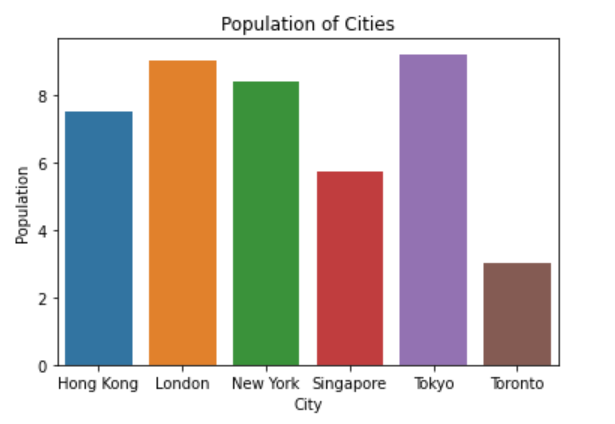 Population of Cities
Population
8
6
4
2
0
Hong Kong London New York Singapore Tokyo Toronto
City